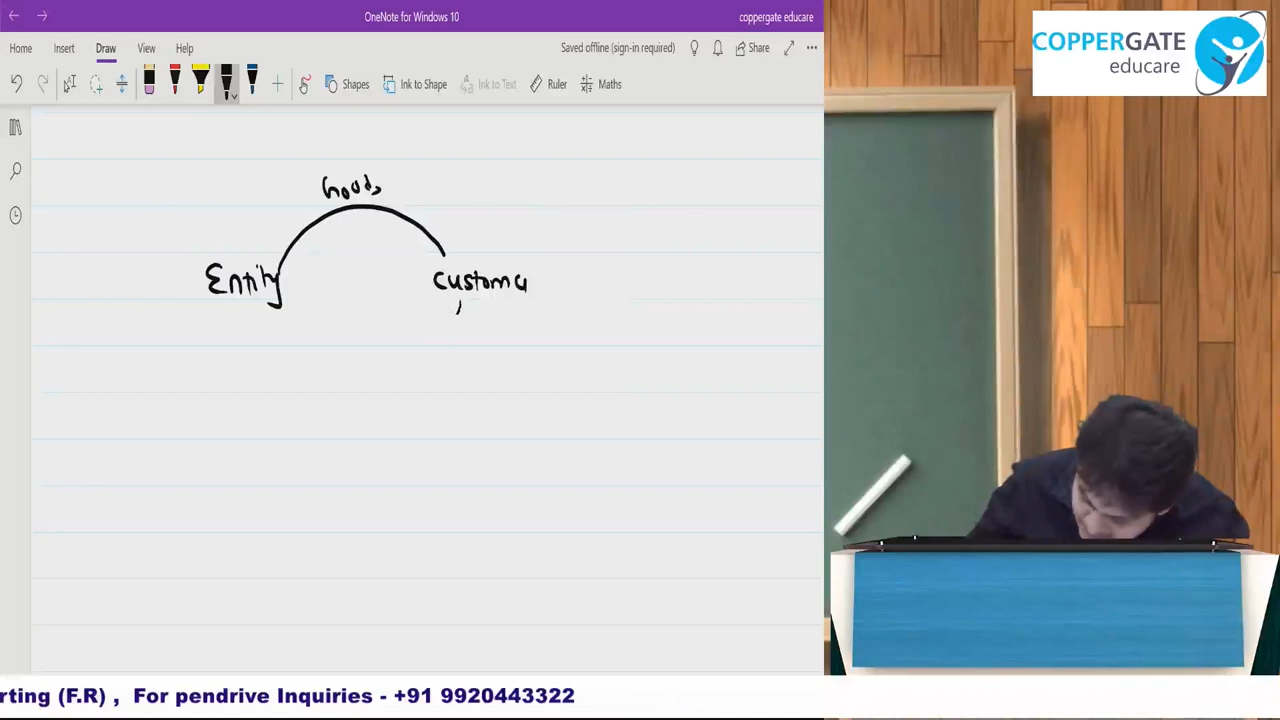 OneNote for Windows 10
coppergate educare
Home Insert Draw View Help
Saved offline (sign-in required)
Share
Shapes
Ink to Shape
Ink to Text
Ruler
Maths
COPPERGATE
educare
Goods
Entity
Custome
rting (F.R) , For pendrive Inquiries - +91 9920443322